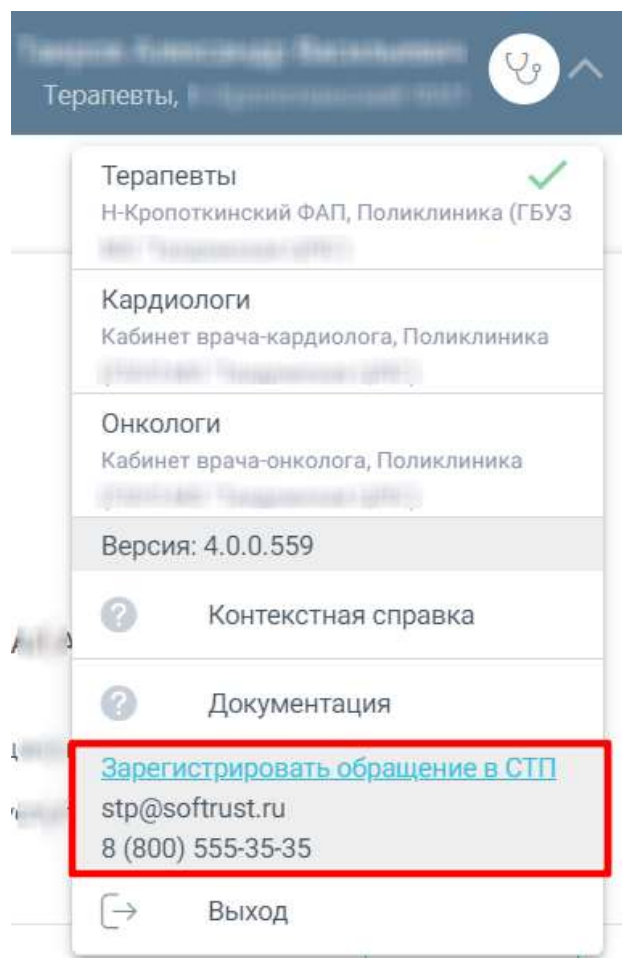 Терапевты,
Терапевты
Н-Кропоткинский ФАП, Поликлиника (ГБУЗ
Кардиологи
Кабинет врача-кардиолога, Поликлиника
Онкологи
Кабинет врача-онколога, Поликлиника
Версия: 4.0.0.559
Контекстная справка
Документация
Зарегистрировать обращение в СТП
stp@softrust.ru
8 (800) 555-35-35
Выход